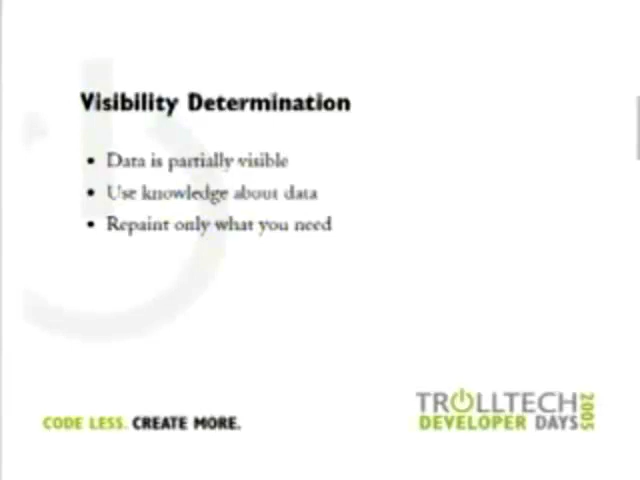 Visibility Determination
• Data is partially visible
• Use knowledge about data
• Repaint only what you need
CODE LESS. CREATE MORE.
TROLLTECH
DEVELOPER DAYS
2005